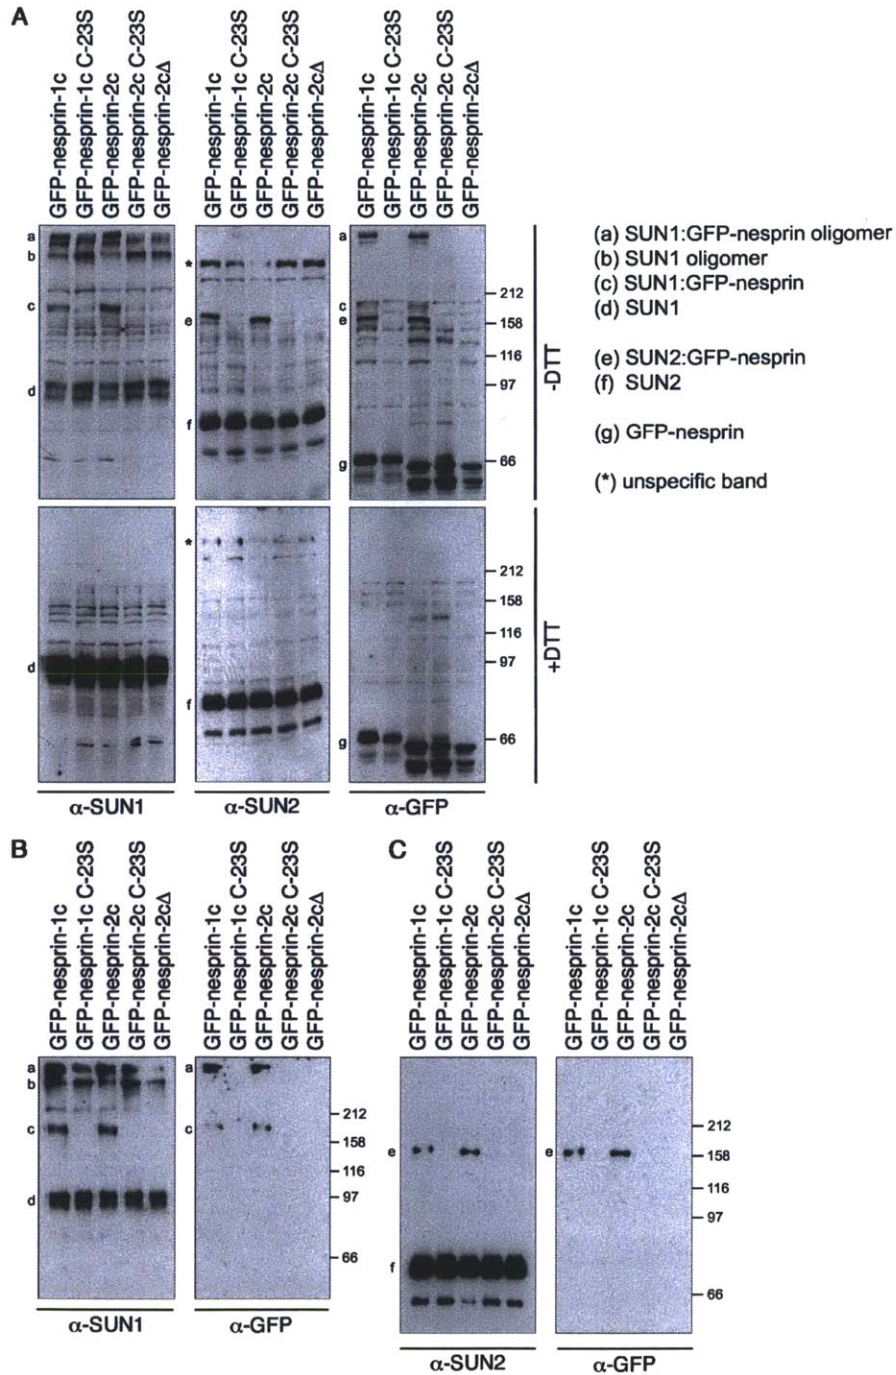 A
GFP-nesprin-1c
GFP-nesprin-1c C-23S
GFP-nesprin-2c
GFP-nesprin-2c C-23S
GFP-nesprin-2cΔ
GFP-nesprin-1c
GFP-nesprin-1c C-23S
GFP-nesprin-2c
GFP-nesprin-2c C-23S
GFP-nesprin-2cΔ
GFP-nesprin-1c
GFP-nesprin-1c C-23S
GFP-nesprin-2c
GFP-nesprin-2c C-23S
GFP-nesprin-2cΔ
a
b
c
d
*
e
f
a
c
e
g
212
158
116
97
66
-DTT
(a) SUN1:GFP-nesprin oligomer
(b) SUN1 oligomer
(c) SUN1:GFP-nesprin
(d) SUN1
(e) SUN2:GFP-nesprin
(f) SUN2
(g) GFP-nesprin
(*) unspecific band
d
*
f
g
212
158
116
97
66
+DTT
α-SUN1
α-SUN2
α-GFP
B
GFP-nesprin-1c
GFP-nesprin-1c C-23S
GFP-nesprin-2c
GFP-nesprin-2c C-23S
GFP-nesprin-2cΔ
GFP-nesprin-1c
GFP-nesprin-1c C-23S
GFP-nesprin-2c
GFP-nesprin-2c C-23S
GFP-nesprin-2cΔ
a
b
c
d
a
c
212
158
116
97
66
α-SUN1
α-GFP
C
GFP-nesprin-1c
GFP-nesprin-1c C-23S
GFP-nesprin-2c
GFP-nesprin-2c C-23S
GFP-nesprin-2cΔ
GFP-nesprin-1c
GFP-nesprin-1c C-23S
GFP-nesprin-2c
GFP-nesprin-2c C-23S
GFP-nesprin-2cΔ
e
f
e
212
158
116
97
66
α-SUN2
α-GFP